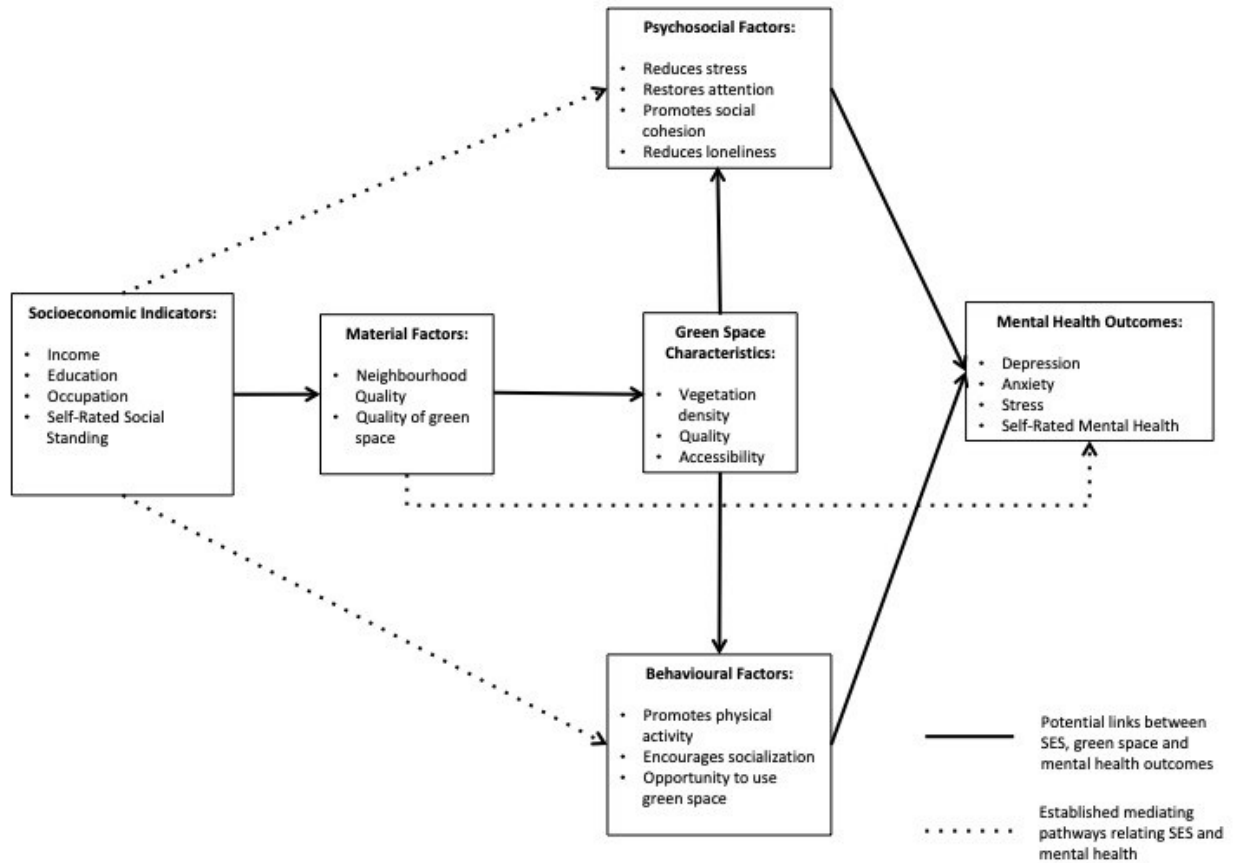 Psychosocial Factors:
• Reduces stress
• Restores attention
• Promotes social
cohesion
• Reduces loneliness
Socioeconomic Indicators:
• Income
• Education
• Occupation
• Self-Rated Social
Standing
Material Factors:
• Neighbourhood
Quality
• Quality of green
space
Green Space
Characteristics:
• Vegetation
density
• Quality
• Accessibility
Mental Health Outcomes:
• Depression
• Anxiety
• Stress
• Self-Rated Mental Health
Behavioural Factors:
• Promotes physical
activity
• Encourages socialization
• Opportunity to use
green space
Potential links between
SES, green space and
mental health outcomes
Established mediating
pathways relating SES and
mental health